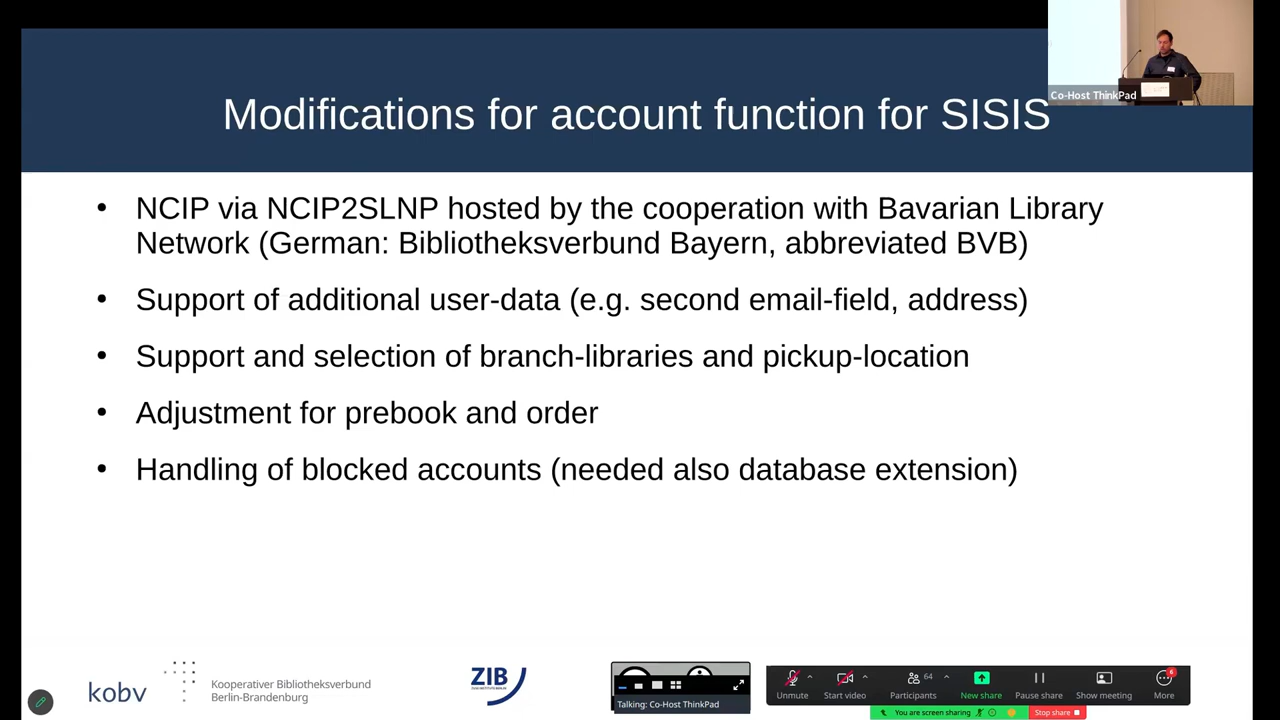 Co-Host ThinkPad
Modifications for account function for SISIS
• NCIP via NCIP2SLNP hosted by the cooperation with Bavarian Library
Network (German: Bibliotheksverbund Bayern, abbreviated BVB)
• Support of additional user-data (e.g. second email-field, address)
• Support and selection of branch-libraries and pickup-location
• Adjustment for prebook and order
• Handling of blocked accounts (needed also database extension)
kobv
Kooperativer Bibliotheksverbund
Berlin-Brandenburg
ZIB
Talking: Co-Host ThinkPad
Unmute
Start video
Participants
64
New share
Pause share
Show meeting
More
6
You are screen sharing
Stop share